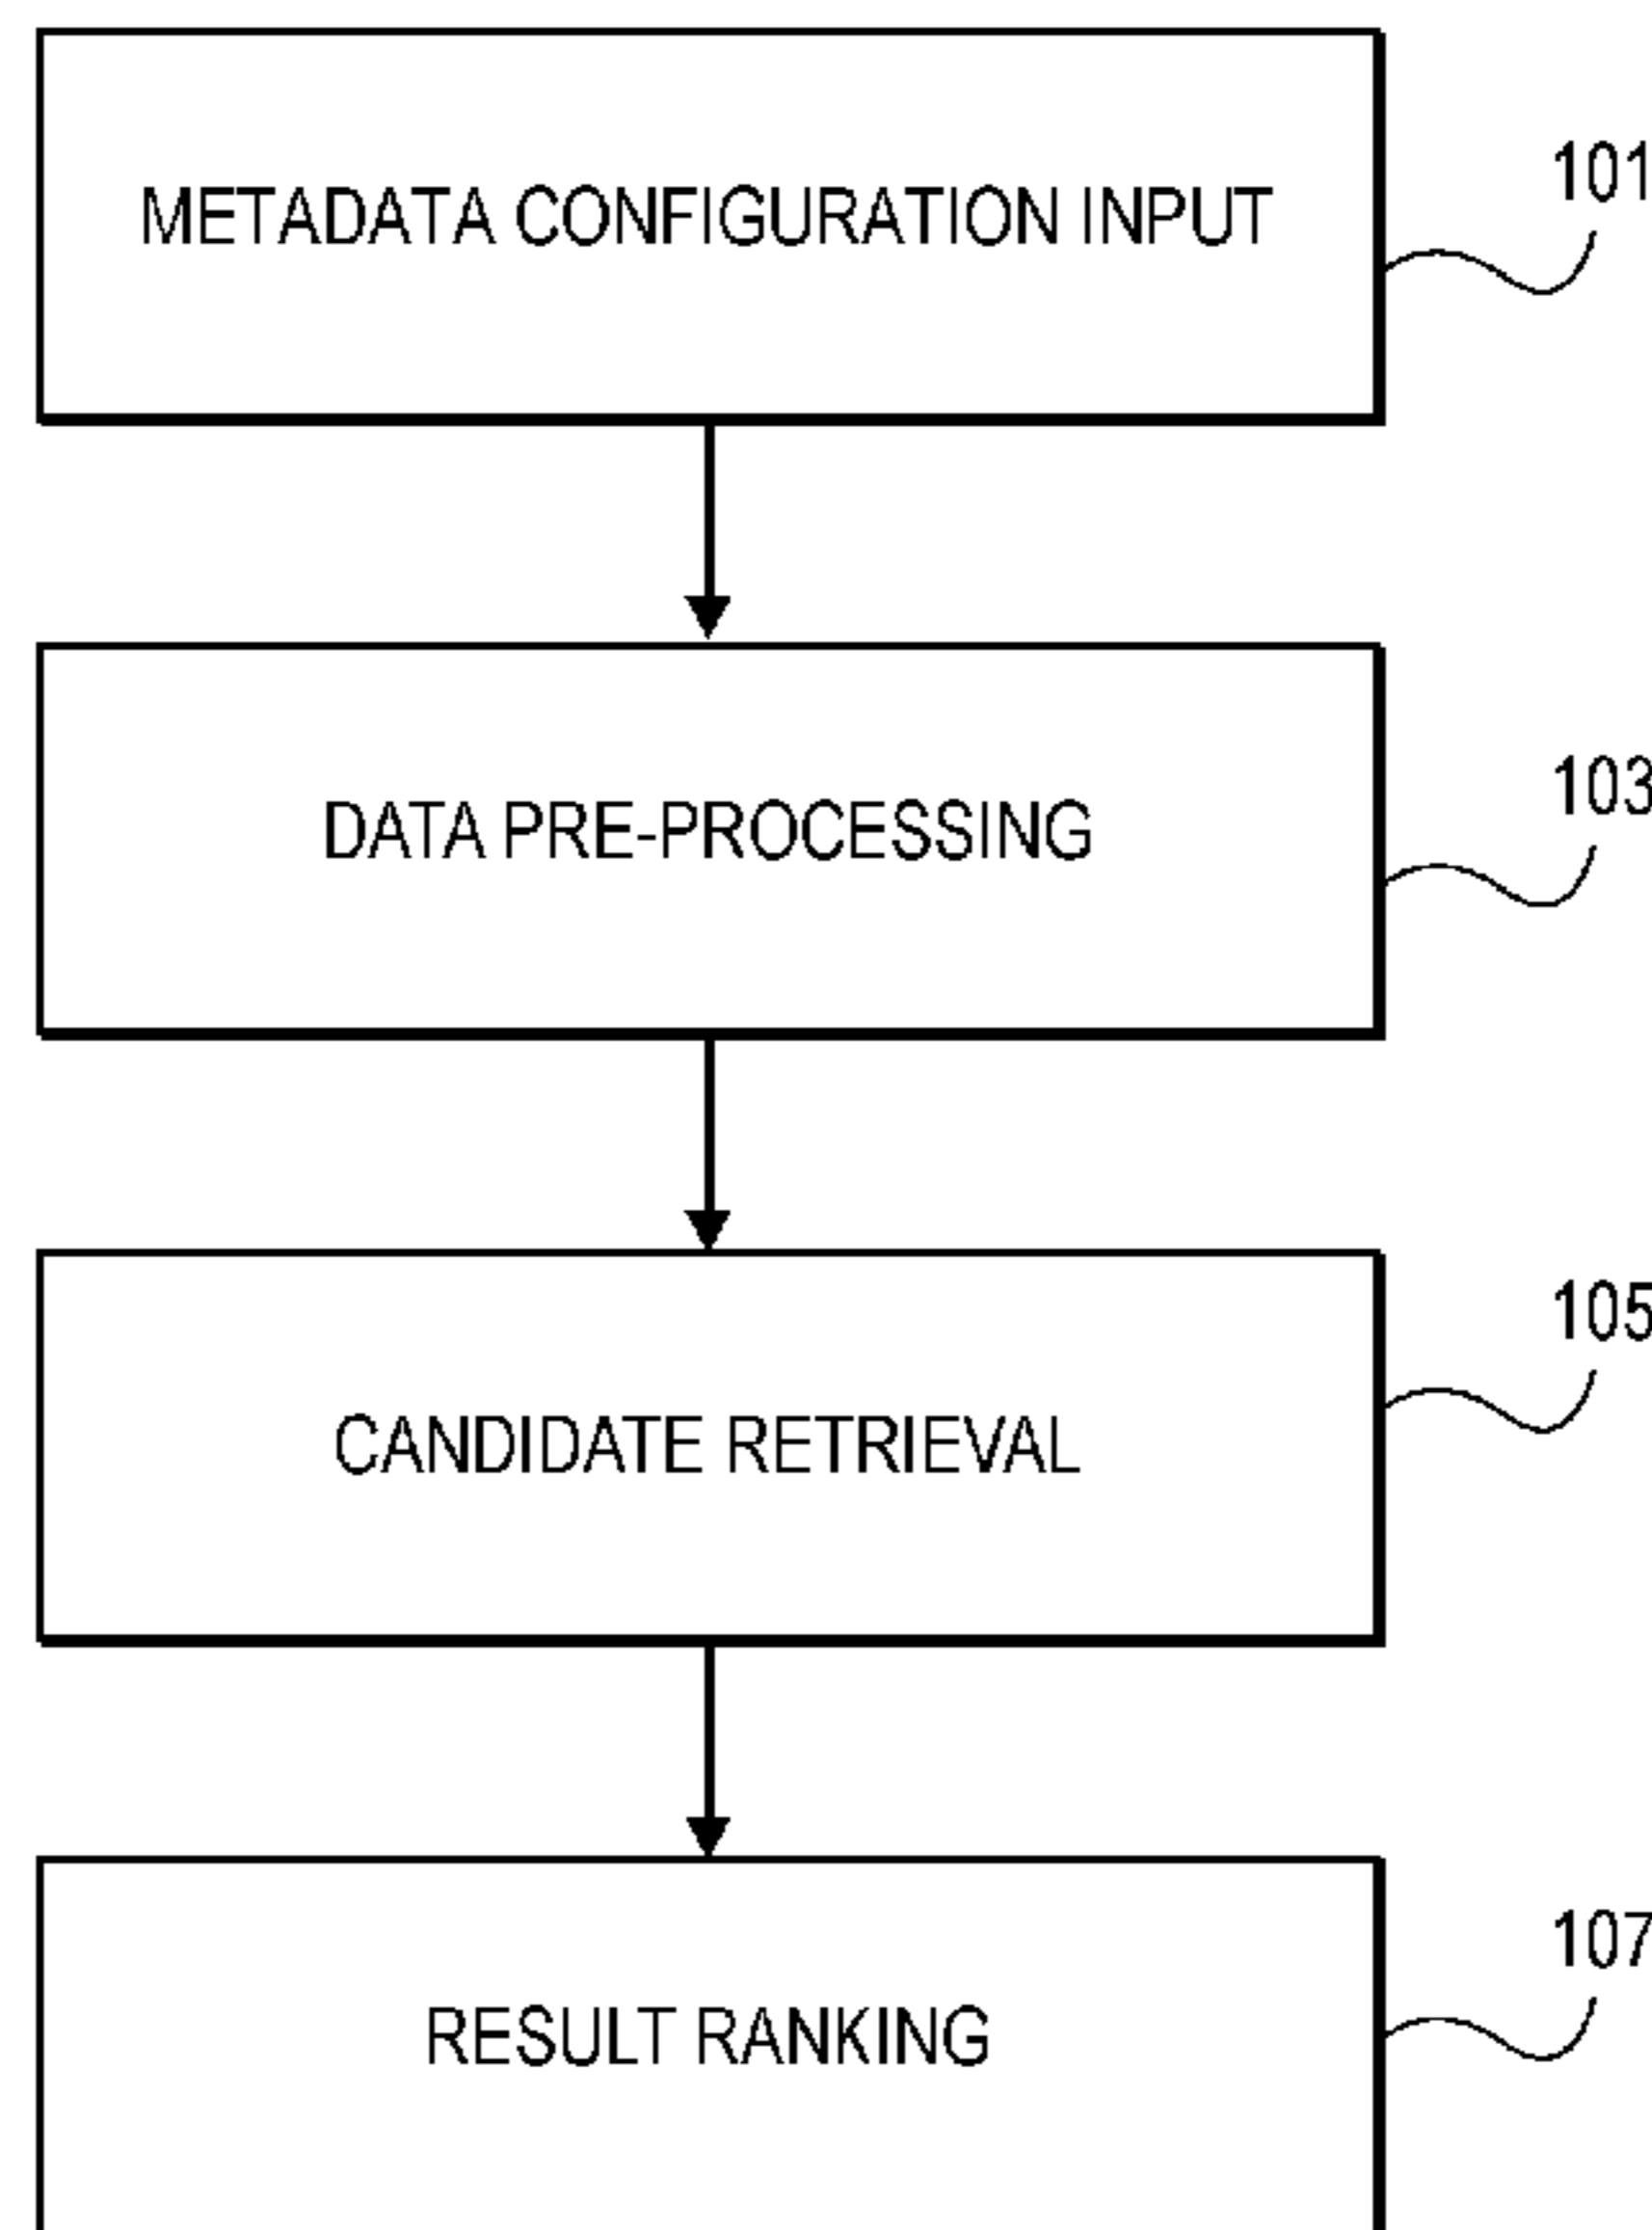 METADATA CONFIGURATION INPUT
101
DATA PRE-PROCESSING
103
CANDIDATE RETRIEVAL
105
RESULT RANKING
107